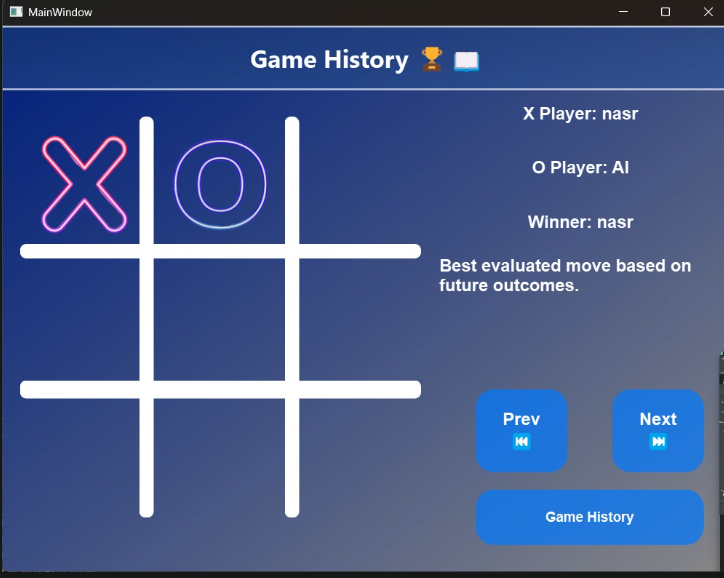 MainWindow
Game History 🏆 📖
X O
X Player: nasr
O Player: AI
Winner: nasr
Best evaluated move based on
future outcomes.
Prev Next
⏮ ⏭
Game History